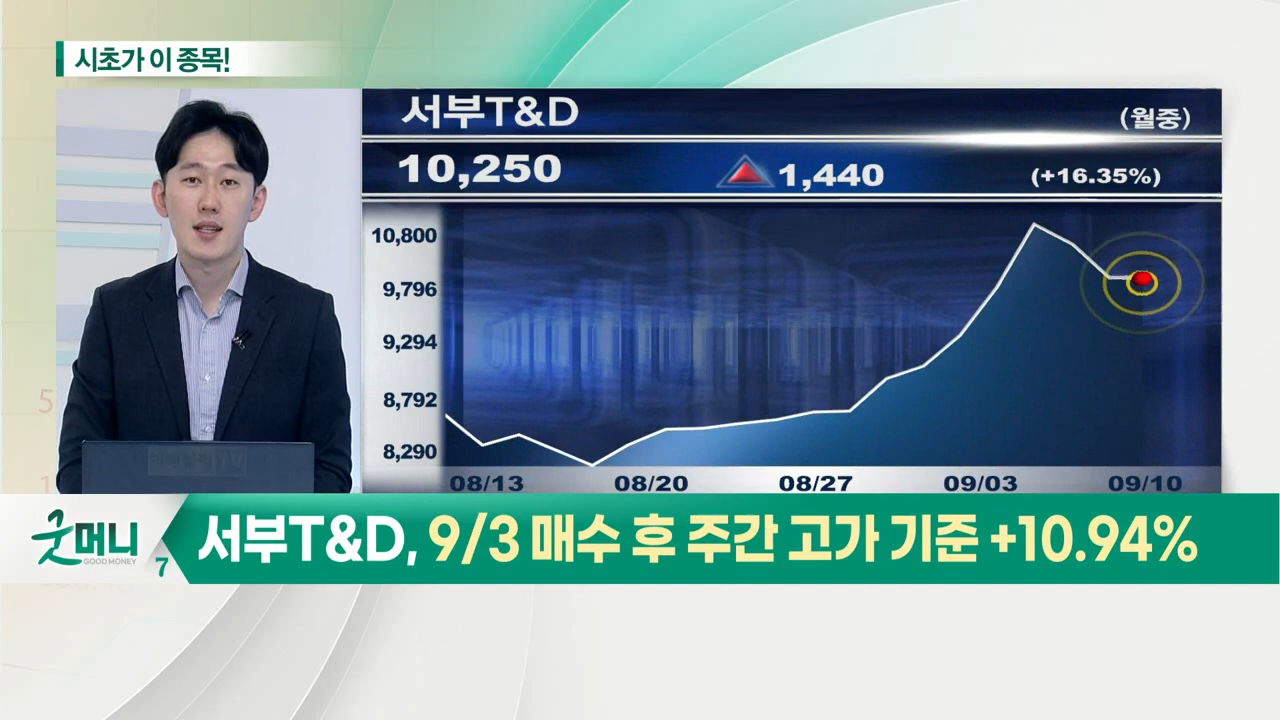 시초가 이 종목!
서부T&D
(월중)
10,250
1,440
(+16.35%)
10,800
9,796
9,294
8,792
8,290
08/13
08/20
08/27
09/03
09/10
굿머니
GOOD MONEY
7
서부T&D, 9/3 매수 후 주간 고가 기준 +10.94%
5
1